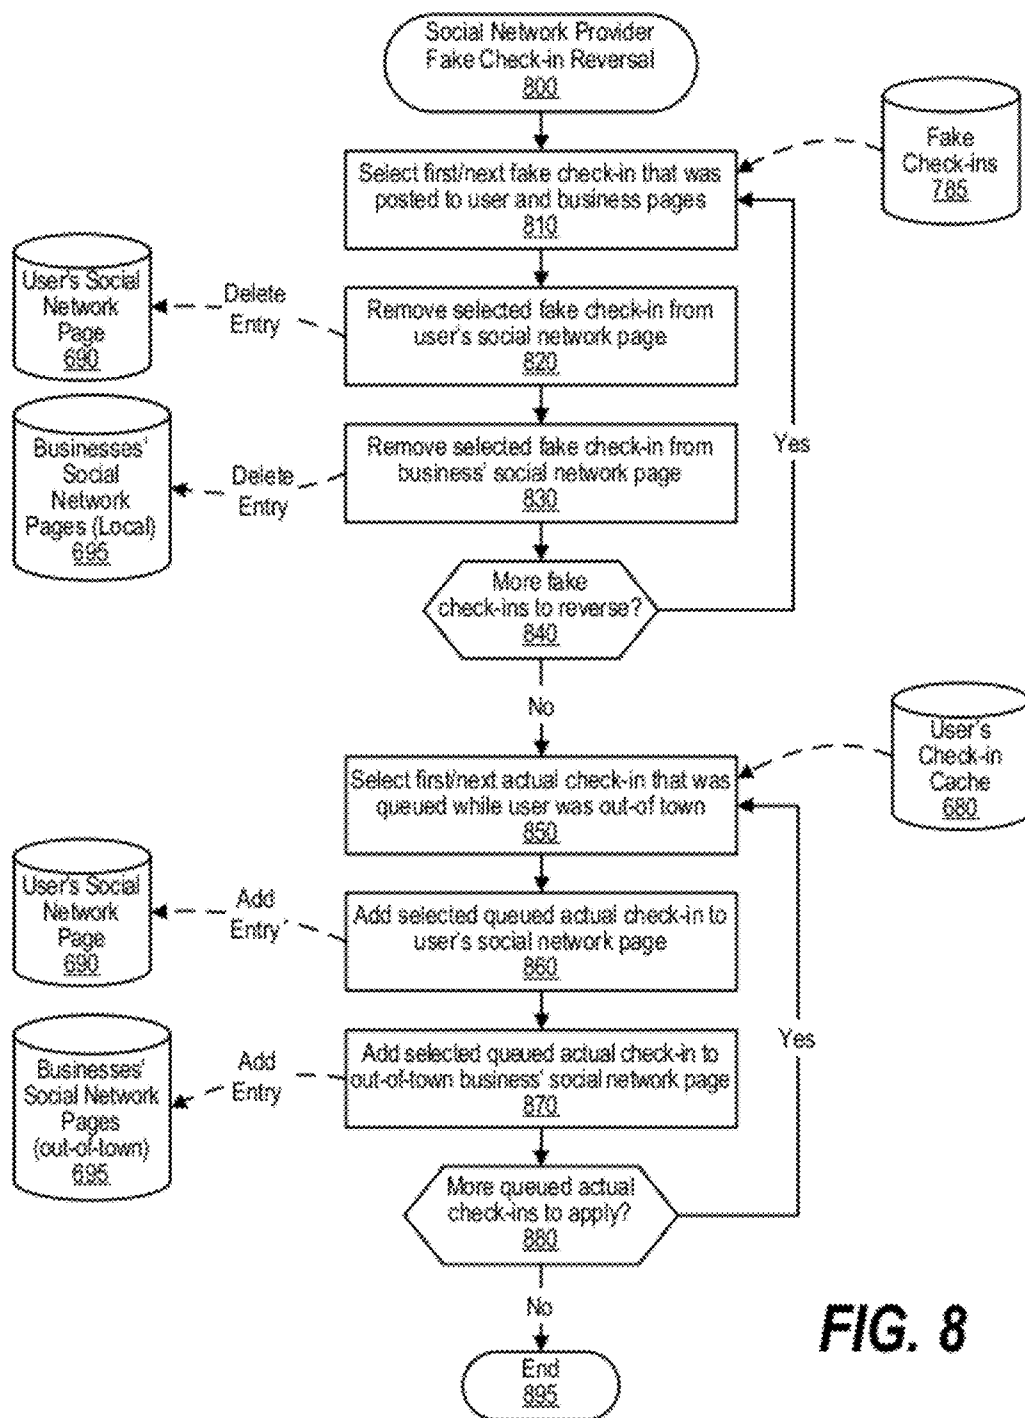 Social Network Provider
Fake Check-in Reversal
800
Fake
Check-ins
785
Select first/next fake check-in that was
posted to user and business pages
810
User's Social
Network
Page
690
Delete
Entry
Remove selected fake check-in from
user's social network page
820
Businesses'
Social
Network
Pages (Local)
695
Delete
Entry
Remove selected fake check-in from
business' social network page
830
Yes
More fake
check-ins to reverse?
840
No
User's
Check-in
Cache
680
Select first/next actual check-in that was
queued while user was out-of town
850
User's Social
Network
Page
690
Add
Entry
Add selected queued actual check-in to
user's social network page
860
Businesses'
Social Network
Pages
(out-of-town)
695
Add
Entry
Add selected queued actual check-in to
out-of-town business' social network page
870
Yes
More queued actual
check-ins to apply?
880
No
End
895
FIG. 8